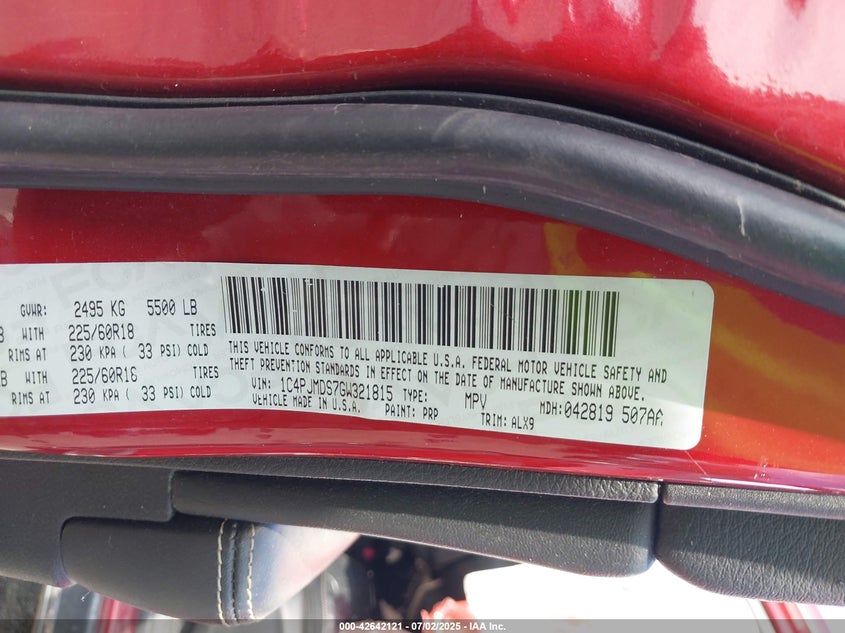 GVWR: 2495 KG 5500 LB
B WITH 225/60R18 TIRES
RIMS AT 230 KPA ( 33 PSI) COLD
B WITH 225/60R18 TIRES
RIMS AT 230 KPA ( 33 PSI) COLD
THIS VEHICLE CONFORMS TO ALL APPLICABLE U.S.A. FEDERAL MOTOR VEHICLE SAFETY AND
THEFT PREVENTION STANDARDS IN EFFECT ON THE DATE OF MANUFACTURE SHOWN ABOVE.
VIN: 1C4PJMDS7GW321815 TYPE: MPV MDH: 042819 507AA
VEHICLE MADE IN U.S.A. PAINT: PRP TRIM: ALX9
000-42642121 - 07/02/2025 - IAA Inc.